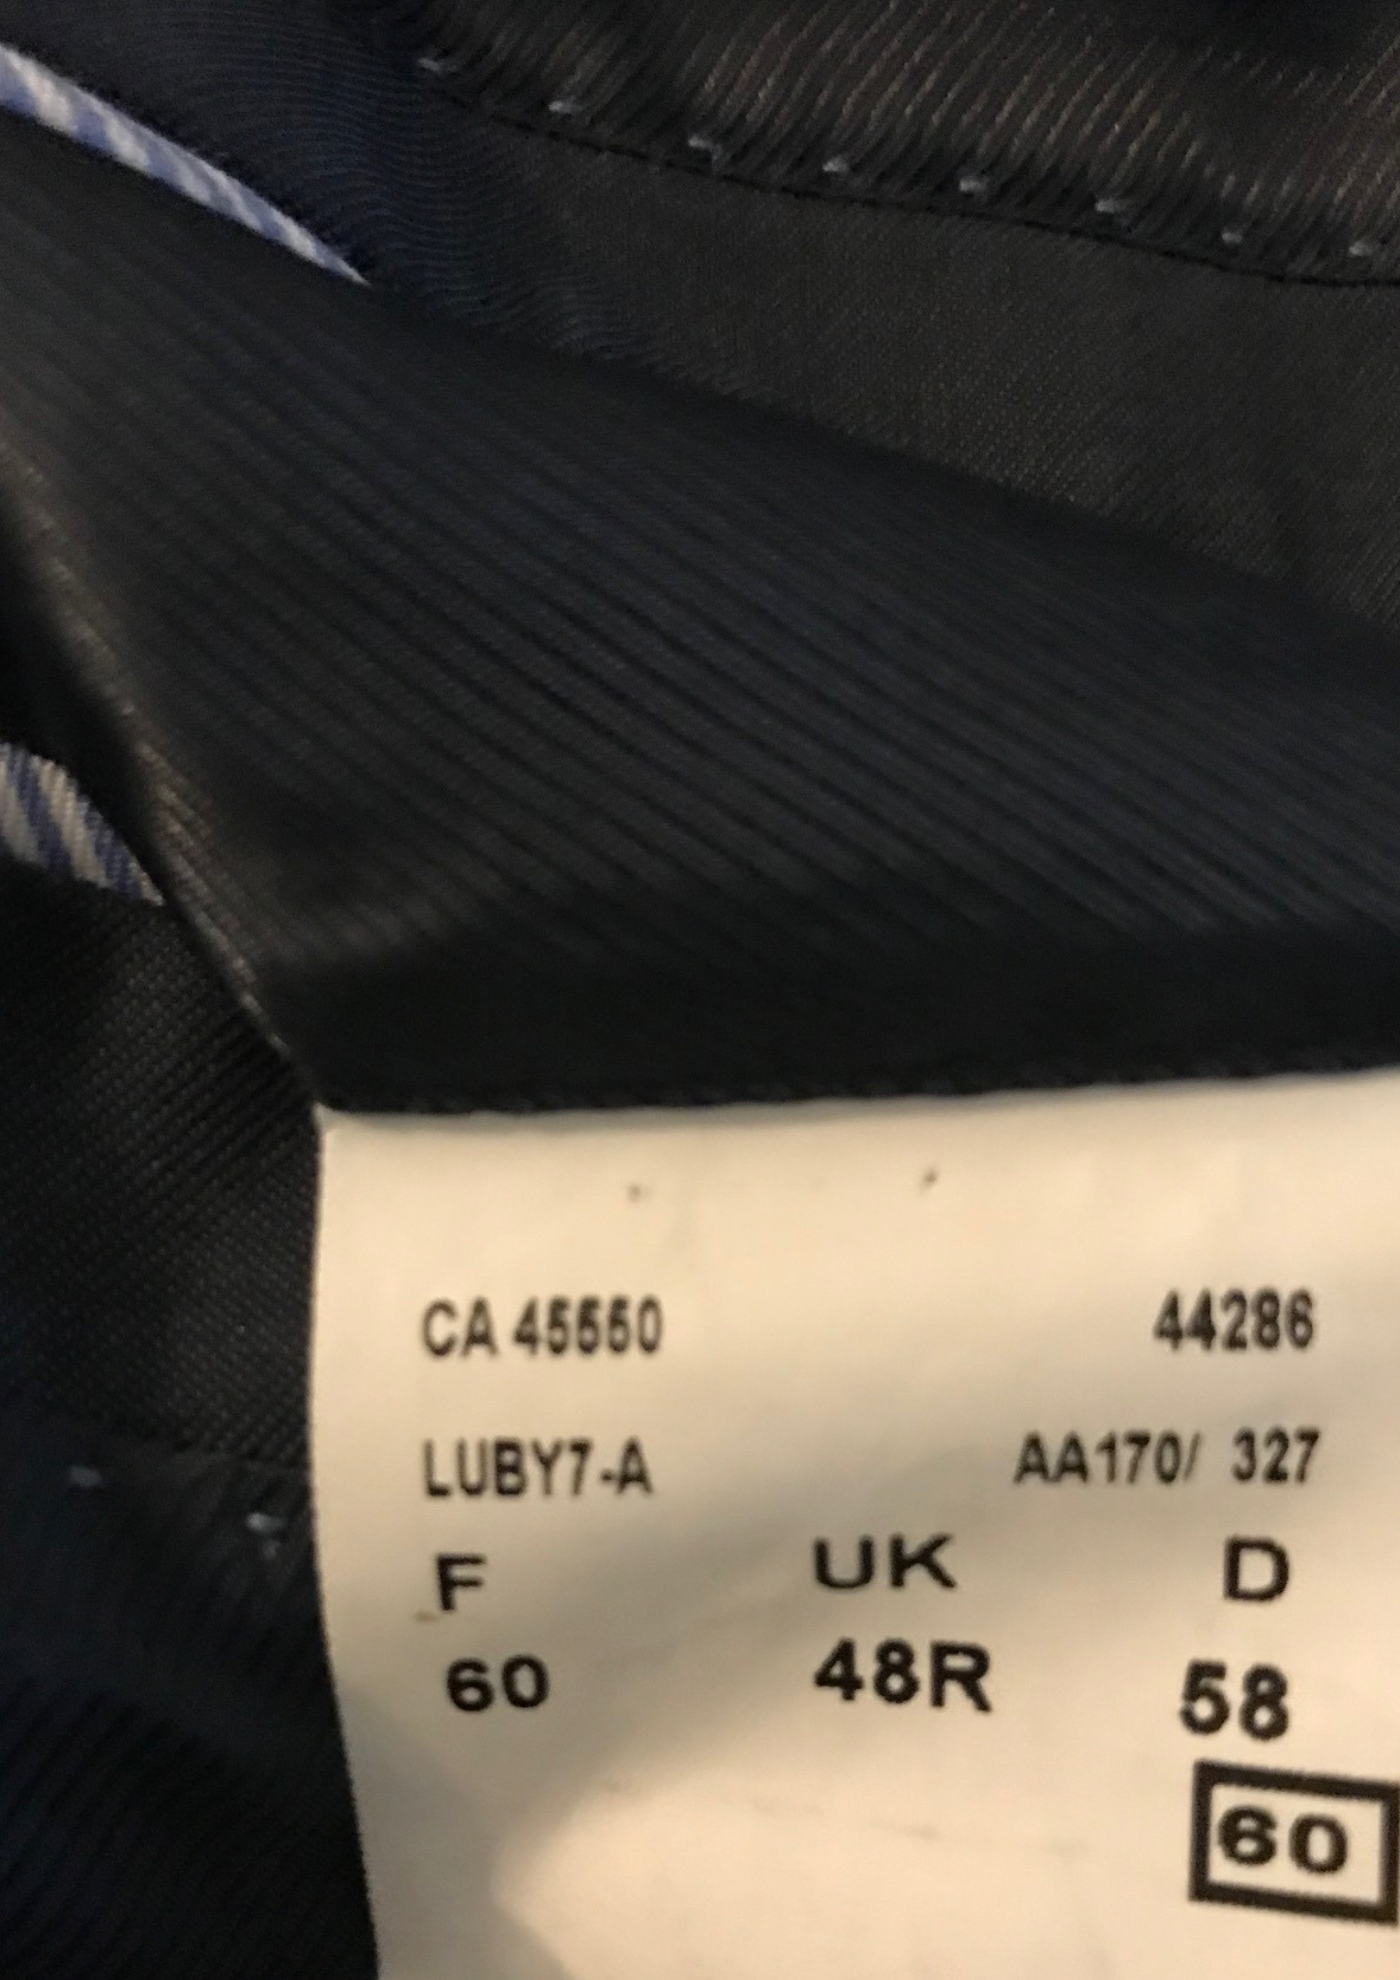 CA 45550 44286
LUBY7-A AA170/ 327
F UK D
60 48R 58
60